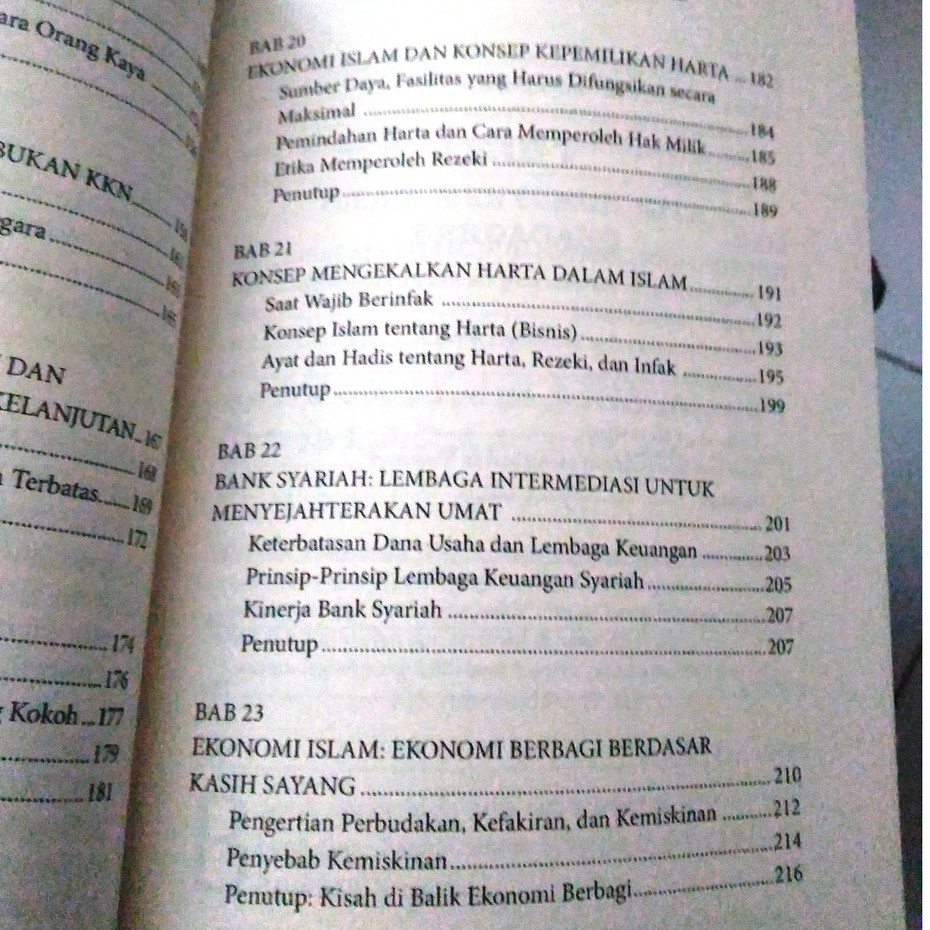 ara Orang Kaya
BUKAN KKN
gara
DAN
KELANJUTAN..167
168
Terbatas.......169
172
174
176
Kokoh...177
179
181
BAB 20
EKONOMI ISLAM DAN KONSEP KEPEMILIKAN HARTA ...182
Sumber Daya, Fasilitas yang Harus Difungsikan secara
Maksimal ...184
Pemindahan Harta dan Cara Memperoleh Hak Milik...185
Etika Memperoleh Rezeki ...188
Penutup...189
BAB 21
KONSEP MENGEKALKAN HARTA DALAM ISLAM...191
Saat Wajib Berinfak ...192
Konsep Islam tentang Harta (Bisnis)...193
Ayat dan Hadis tentang Harta, Rezeki, dan Infak ...195
Penutup...199
BAB 22
BANK SYARIAH: LEMBAGA INTERMEDIASI UNTUK
MENYEJAHTERAKAN UMAT ...201
Keterbatasan Dana Usaha dan Lembaga Keuangan ...203
Prinsip-Prinsip Lembaga Keuangan Syariah...205
Kinerja Bank Syariah ...207
Penutup...207
BAB 23
EKONOMI ISLAM: EKONOMI BERBAGI BERDASAR
KASIH SAYANG ...210
Pengertian Perbudakan, Kefakiran, dan Kemiskinan ...212
Penyebab Kemiskinan...214
Penutup: Kisah di Balik Ekonomi Berbagi...216